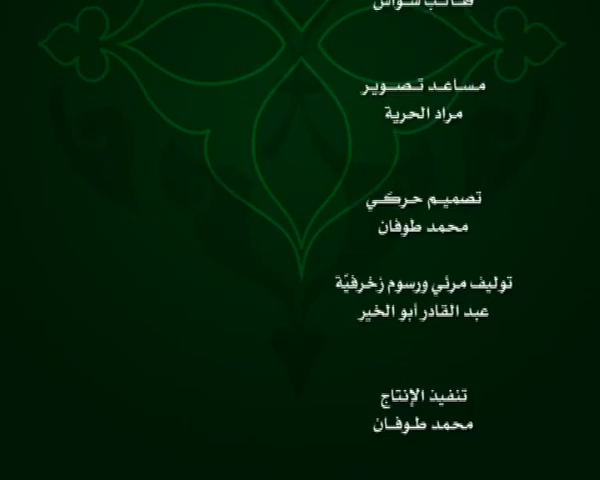 مساعد تصوير
مراد الحرية
تصميم حركي
محمد طوفان
توليف مرئي ورسوم زخرفيّة
عبد القادر أبو الخير
تنفيذ الإنتاج
محمد طوفان